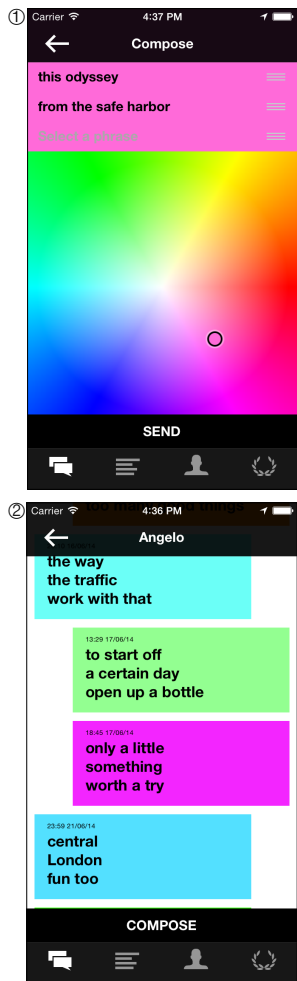 ①
Carrier 4:37 PM
Compose
this odyssey
from the safe harbor
Select a phrase
SEND
②
Carrier 4:36 PM
Angelo
the way
the traffic
work with that
13:29 17/06/14
to start off
a certain day
open up a bottle
18:45 17/06/14
only a little
something
worth a try
23:59 21/06/14
central
London
fun too
COMPOSE